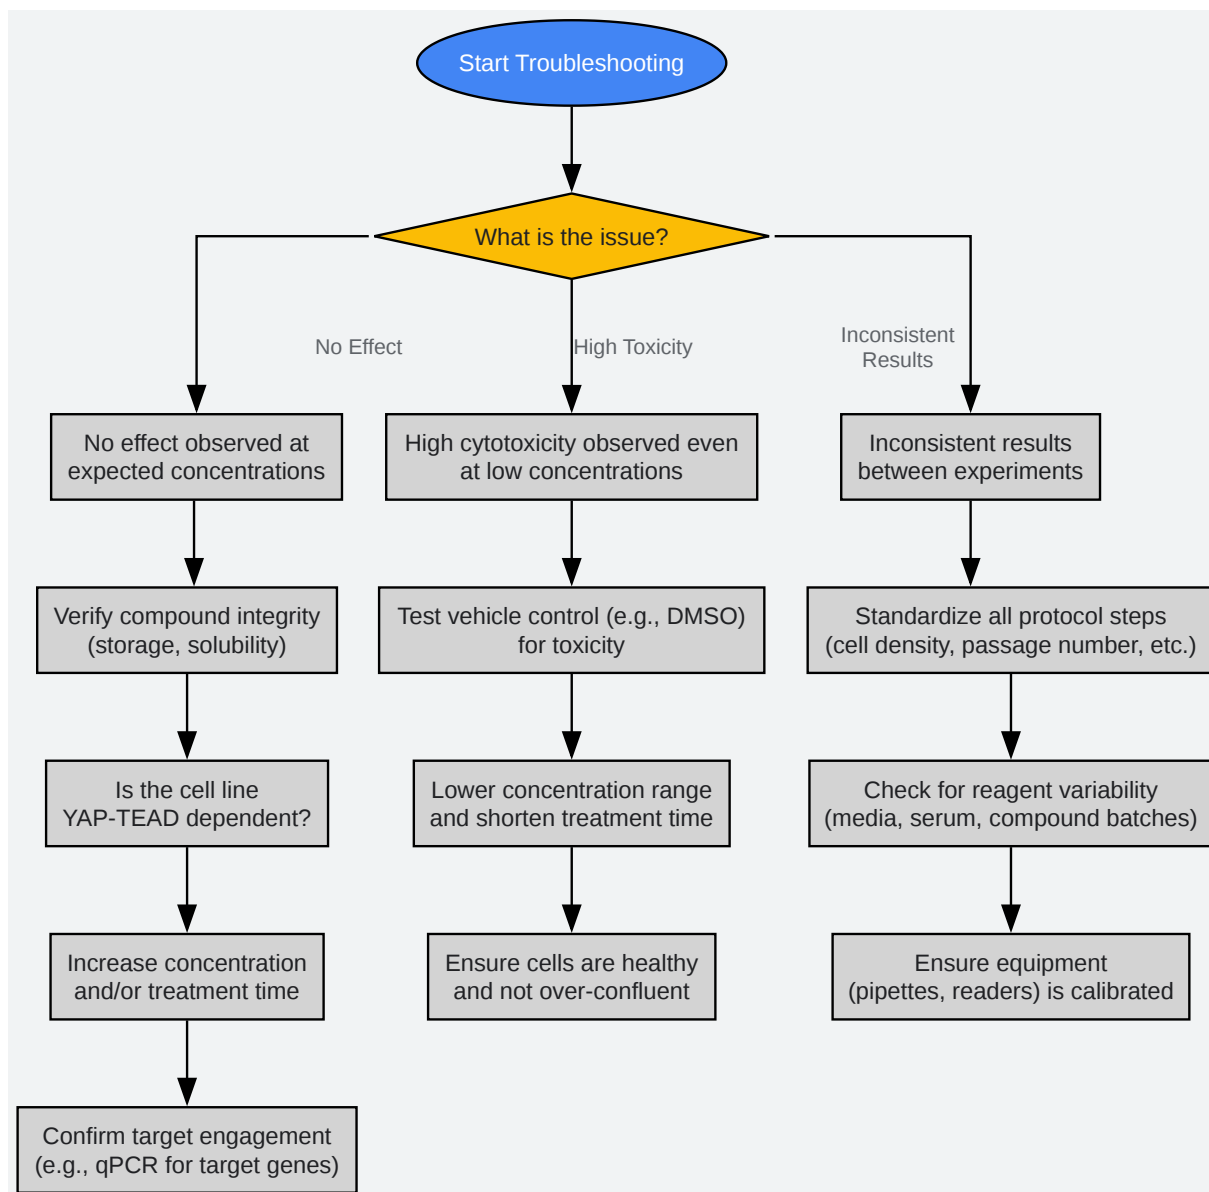 Start Troubleshooting
What is the issue?
No Effect
High Toxicity
Inconsistent
Results
No effect observed at
expected concentrations
High cytotoxicity observed even
at low concentrations
Inconsistent results
between experiments
Verify compound integrity
(storage, solubility)
Test vehicle control (e.g., DMSO)
for toxicity
Standardize all protocol steps
(cell density, passage number, etc.)
Is the cell line
YAP-TEAD dependent?
Lower concentration range
and shorten treatment time
Check for reagent variability
(media, serum, compound batches)
Increase concentration
and/or treatment time
Ensure cells are healthy
and not over-confluent
Ensure equipment
(pipettes, readers) is calibrated
Confirm target engagement
(e.g., qPCR for target genes)